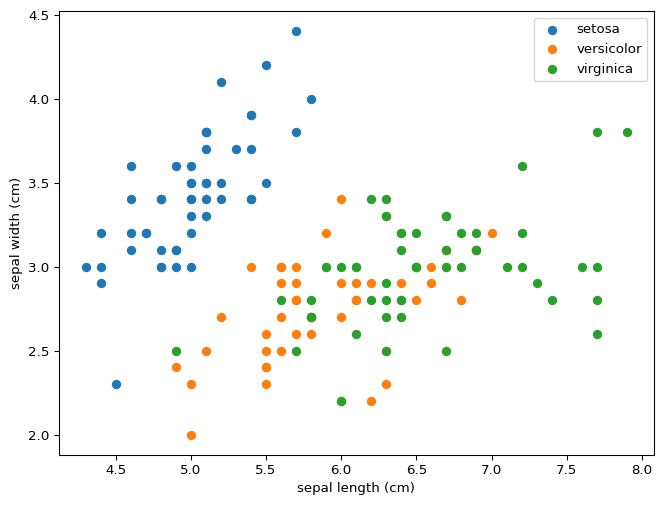 4.5
4.0
3.5
3.0
2.5
2.0
sepal width (cm)
setosa
versicolor
virginica
4.5 5.0 5.5 6.0 6.5 7.0 7.5 8.0
sepal length (cm)